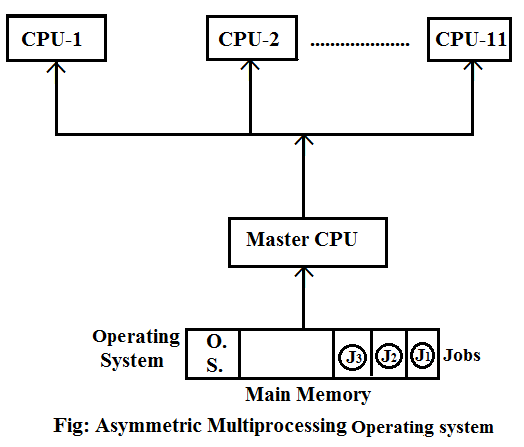 CPU-1 CPU-2 ..................... CPU-11
Master CPU
Operating System
O. S.
J3 J2 J1
Jobs
Main Memory
Fig: Asymmetric Multiprocessing Operating system